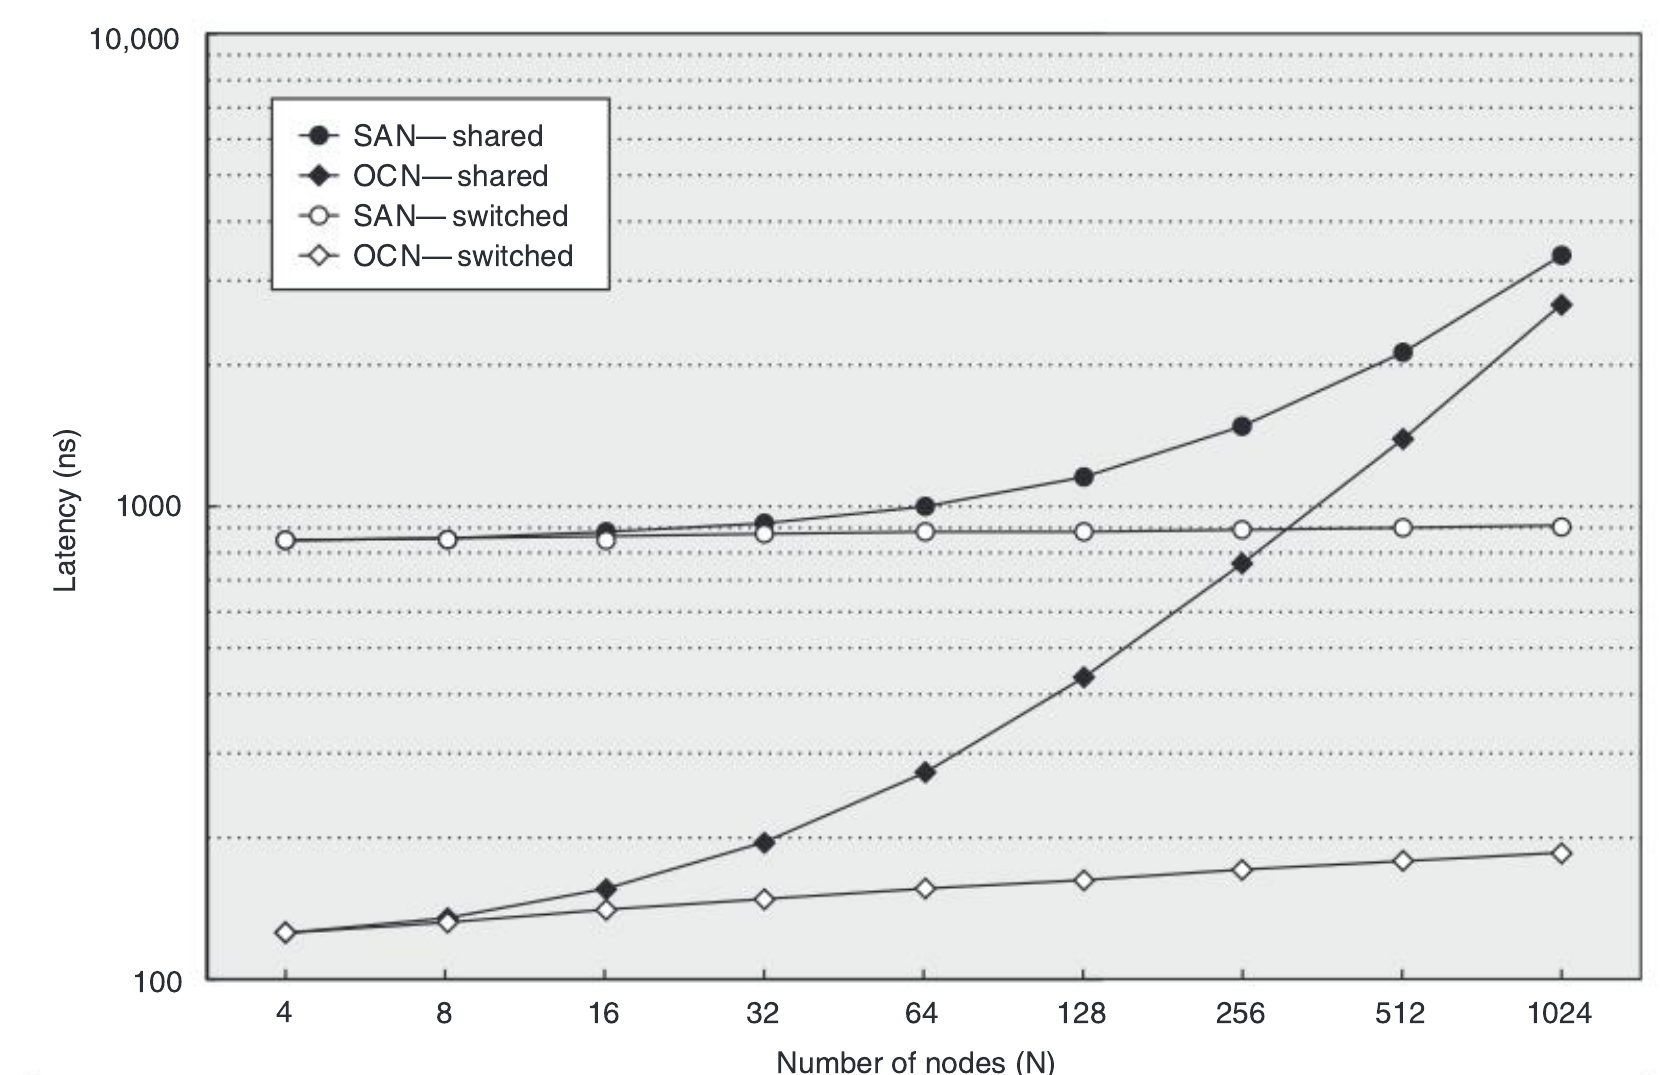 10,000
SAN— shared
OCN— shared
SAN— switched
OCN— switched
Latency (ns)
1000
100
4 8 16 32 64 128 256 512 1024
Number of nodes (N)